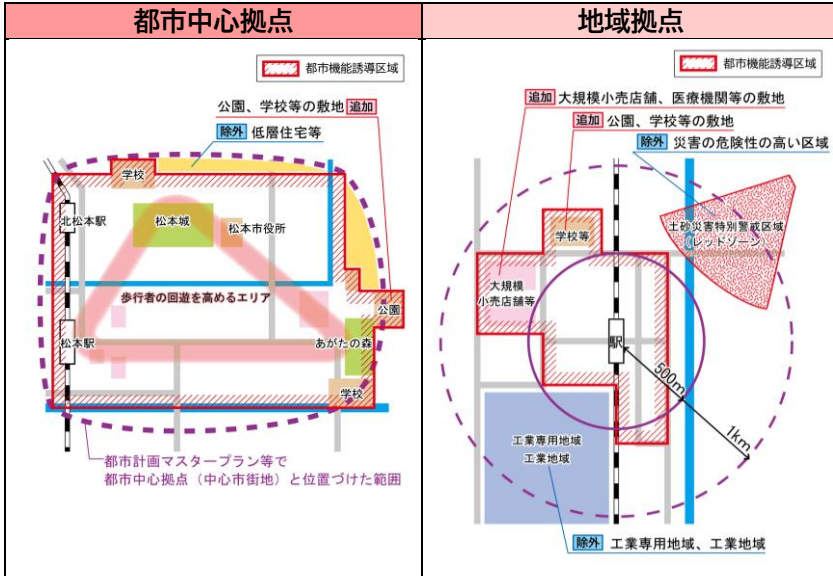 都市中心拠点
都市機能誘導区域
公園、学校等の敷地 追加
除外 低層住宅等
学校
北松本駅
松本城
松本市役所
歩行者の回遊を高めるエリア
公園
松本駅
あがたの森
学校
都市計画マスタープラン等で
都市中心拠点（中心市街地）と位置づけた範囲
地域拠点
都市機能誘導区域
追加 大規模小売店舗、医療機関等の敷地
追加 公園、学校等の敷地
除外 災害の危険性の高い区域
土砂災害特別警戒区域
（レッドゾーン）
学校等
大規模
小売店舗等
駅
500m
1km
工業専用地域
工業地域
除外 工業専用地域、工業地域